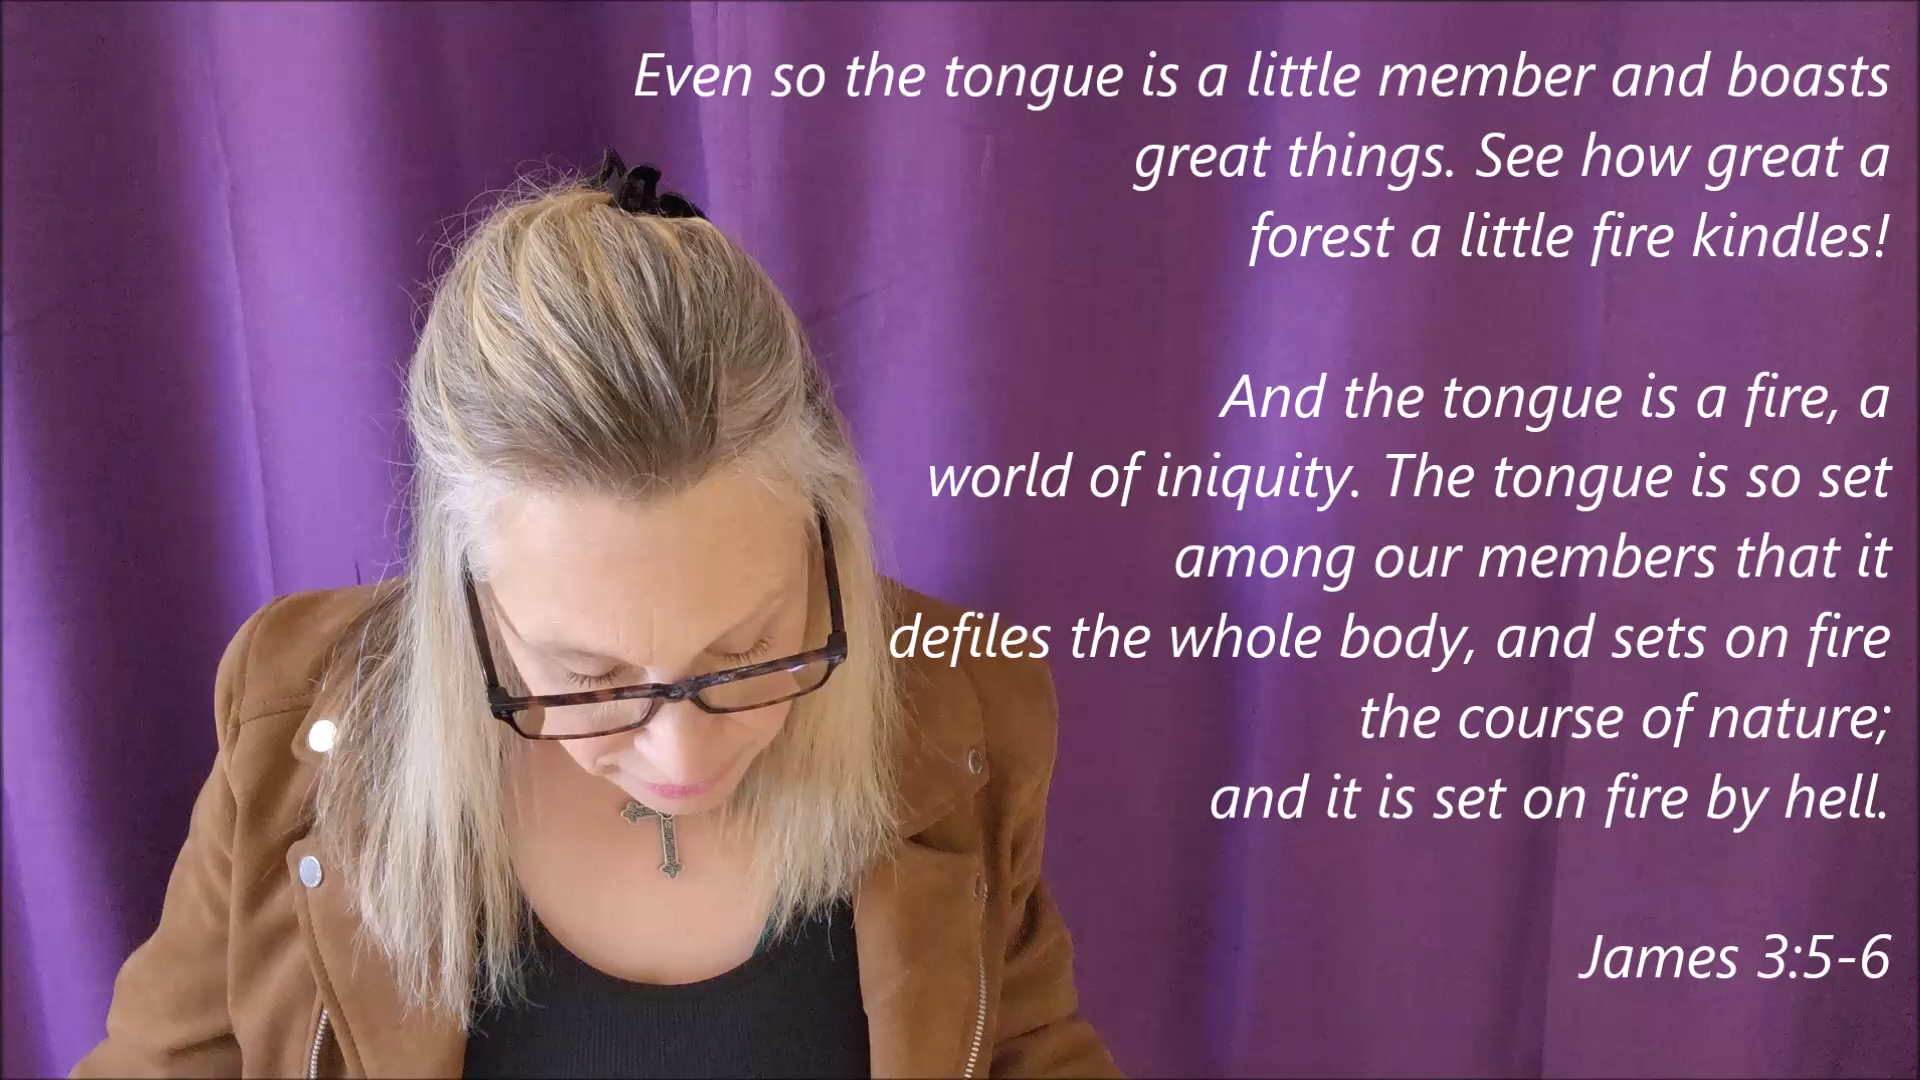 Even so the tongue is a little member and boasts
great things. See how great a
forest a little fire kindles!
And the tongue is a fire, a
world of iniquity. The tongue is so set
among our members that it
defiles the whole body, and sets on fire
the course of nature;
and it is set on fire by hell.
James 3:5-6